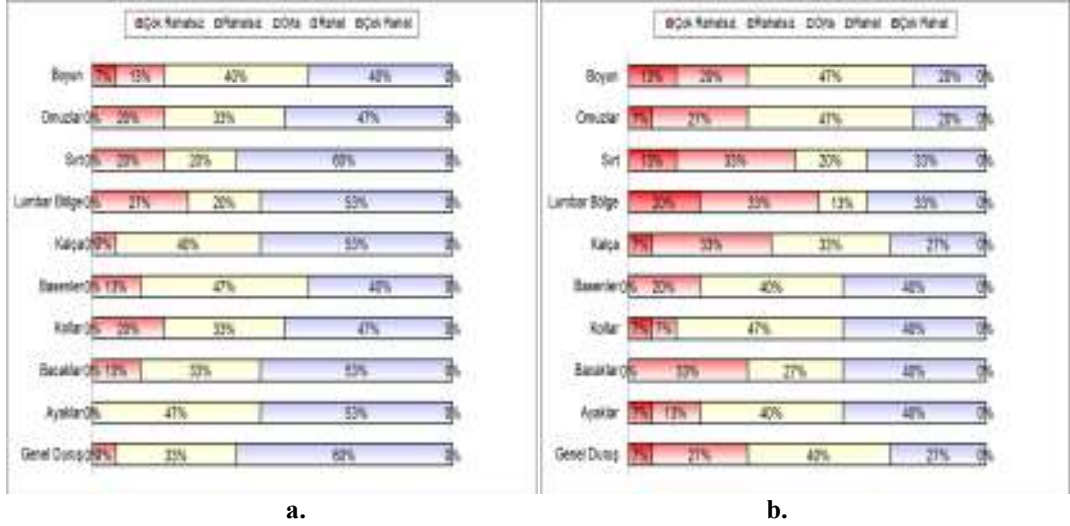 Çok Rahatsız Rahatsız Orta Rahat Çok Rahat
Boyun 7% 13% 40% 40% 0%
Omuzlar 0% 20% 33% 47% 0%
Sırt 0% 20% 20% 60% 0%
Lumbar Bölge 0% 27% 20% 53% 0%
Kalça 0% 40% 53% 0%
Basenler 0% 13% 47% 40% 0%
Kollar 0% 20% 33% 47% 0%
Bacaklar 0% 13% 33% 53% 0%
Ayaklar 0% 47% 53% 0%
Genel Duruş 0% 33% 60% 0%
a.
Çok Rahatsız Rahatsız Orta Rahat Çok Rahat
Boyun 13% 20% 47% 20% 0%
Omuzlar 7% 27% 47% 20% 0%
Sırt 13% 33% 20% 33% 0%
Lumbar Bölge 20% 33% 13% 33% 0%
Kalça 7% 33% 33% 27% 0%
Basenler 0% 20% 40% 40% 0%
Kollar 7% 7% 47% 40% 0%
Bacaklar 0% 33% 27% 40% 0%
Ayaklar 7% 13% 40% 40% 0%
Genel Duruş 7% 27% 40% 27% 0%
b.